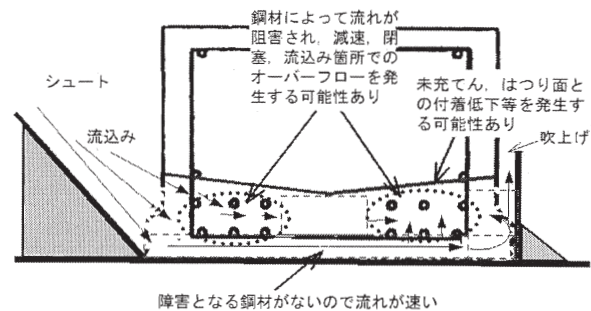 鋼材によって流れが
阻害され，減速，閉
塞，流込み箇所での
オーバーフローを発
生する可能性あり
シュート
未充てん，はつり面と
の付着低下等を発生す
る可能性あり
流込み
吹上げ
障害となる鋼材がないので流れが速い